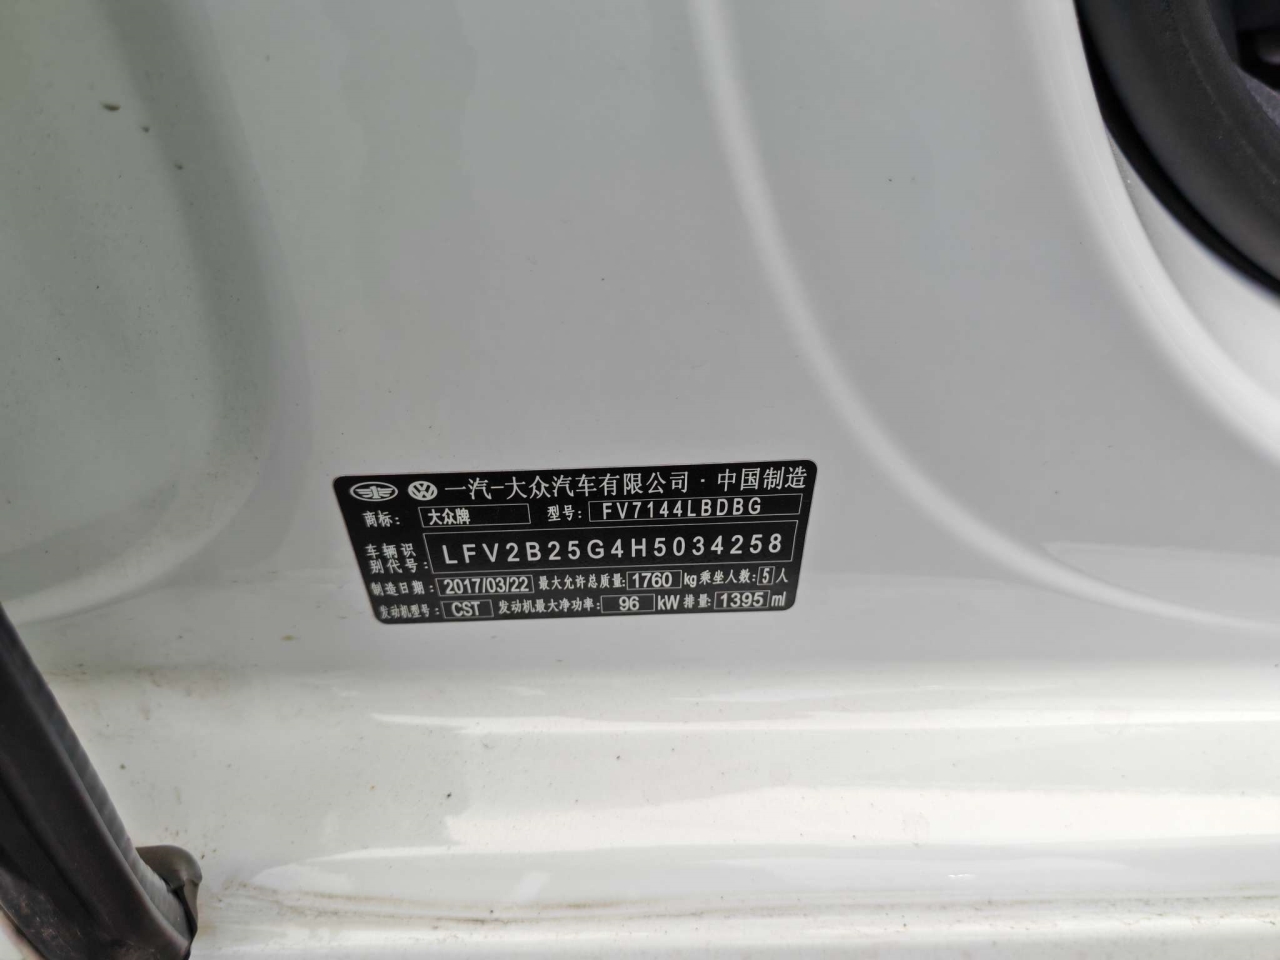 一汽-大众汽车有限公司·中国制造
商标: 大众牌 型号: FV7144LBDBG
车辆识别代号: LFV2B25G4H5034258
制造日期: 2017/03/22 最大允许总质量: 1760 kg 乘坐人数: 5 人
发动机型号: CST 发动机最大净功率: 96 kW 排量: 1395 ml